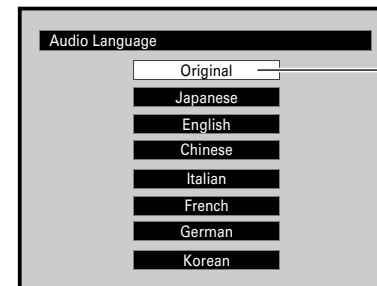 Audio Language
Original
Japanese
English
Chinese
Italian
French
German
Korean